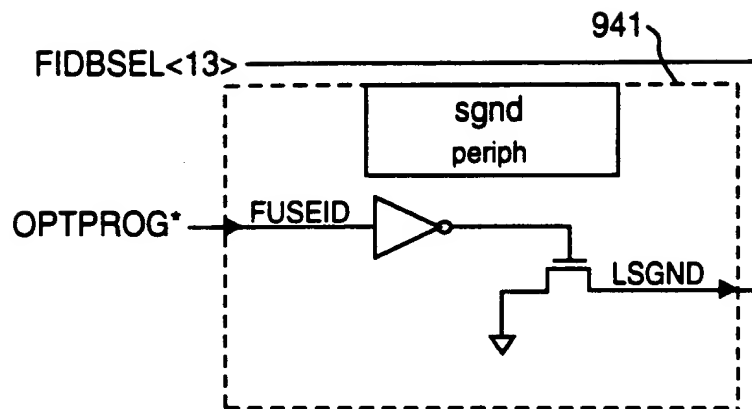 941
FIDBSEL<13>
sgnd
periph
OPTPROG*
FUSEID
LSGND